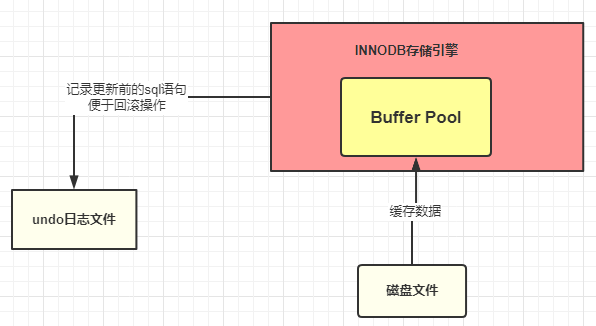 INNODB存储引擎
Buffer Pool
记录更新前的sql语句
便于回滚操作
undo日志文件
缓存数据
磁盘文件